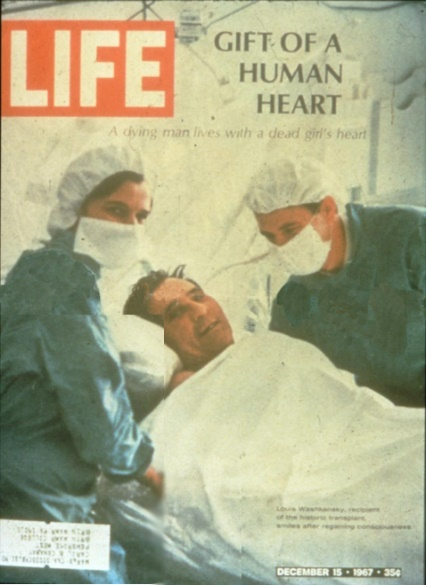 LIFE
GIFT OF A
HUMAN
HEART
A dying man lives with a dead girl's heart
Louis Washkansky, recipient
of the historic transplant,
smiles after regaining consciousness
DECEMBER 15 • 1967 • 35¢